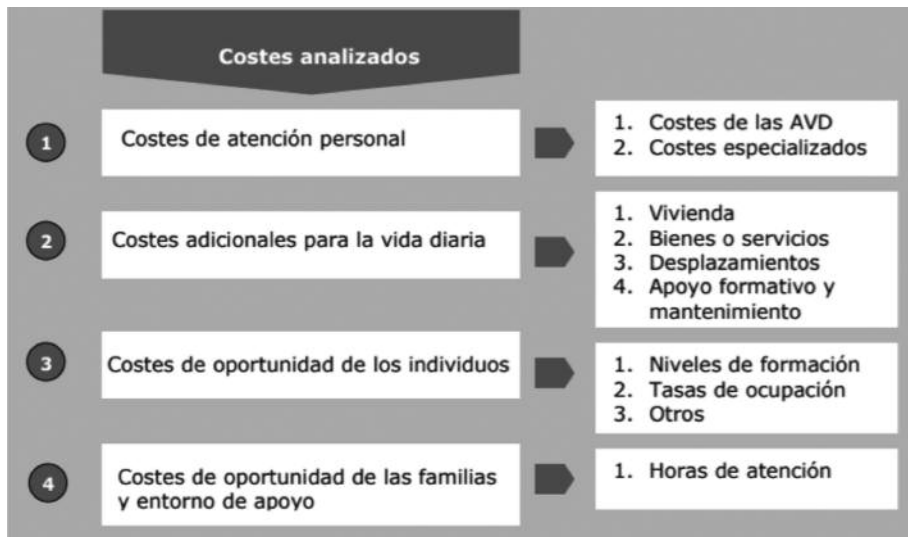 Costes analizados
1
Costes de atención personal
1. Costes de las AVD
2. Costes especializados
2
Costes adicionales para la vida diaria
1. Vivienda
2. Bienes o servicios
3. Desplazamientos
4. Apoyo formativo y
mantenimiento
3
Costes de oportunidad de los individuos
1. Niveles de formación
2. Tasas de ocupación
3. Otros
4
Costes de oportunidad de las familias
y entorno de apoyo
1. Horas de atención